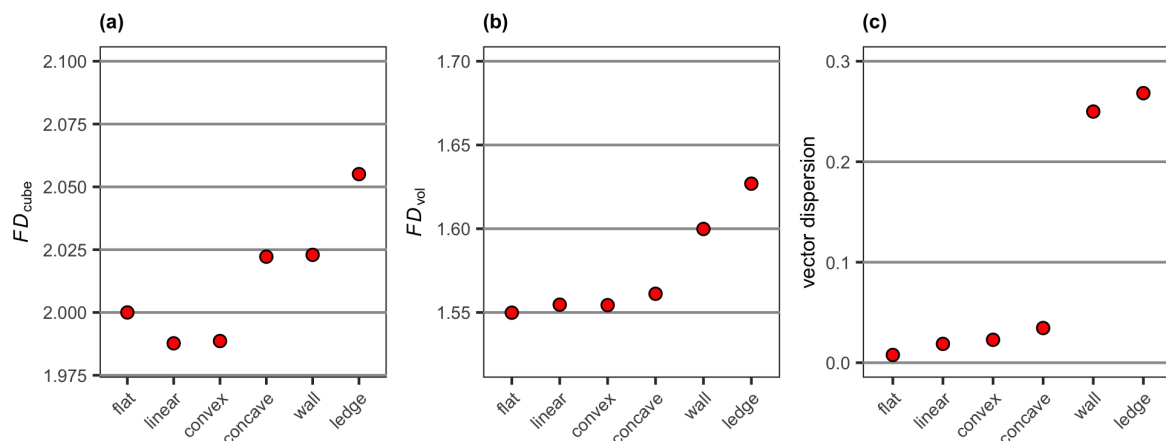 (a)
FDcube
2.100
2.075
2.050
2.025
2.000
1.975
flat
linear
convex
concave
wall
ledge
(b)
FDvol
1.70
1.65
1.60
1.55
flat
linear
convex
concave
wall
ledge
(c)
vector dispersion
0.3
0.2
0.1
0.0
flat
linear
convex
concave
wall
ledge